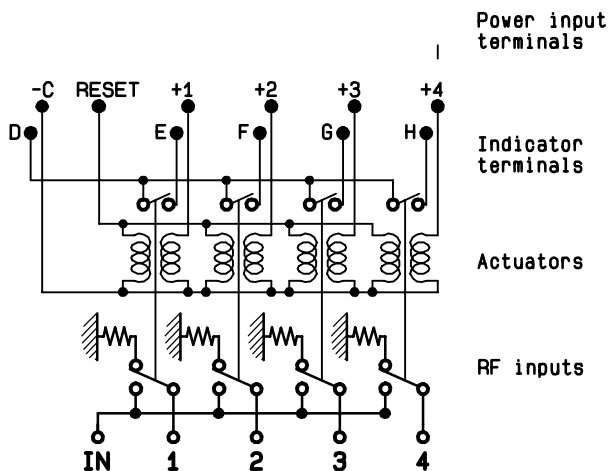 Power input
terminals
-C RESET +1 +2 +3 +4
D E F G H
Indicator
terminals
Actuators
RF inputs
IN 1 2 3 4